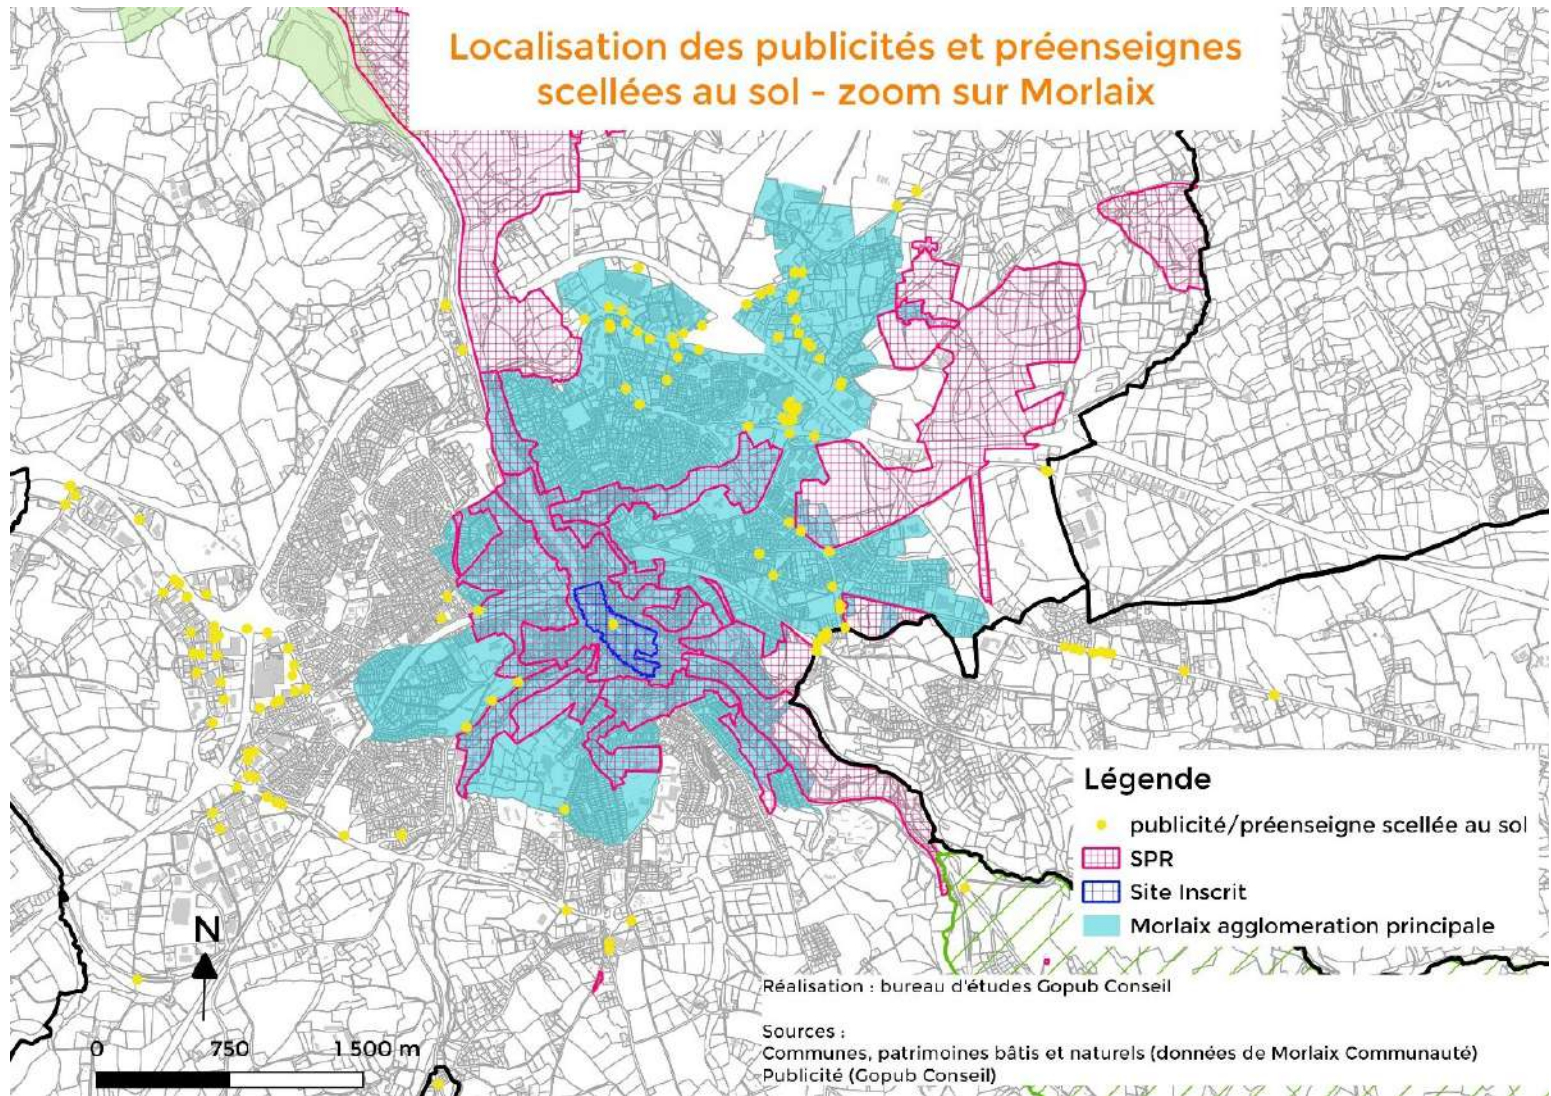 Localisation des publicités et préenseignes
scellées au sol - zoom sur Morlaix
Légende
publicité/préenseigne scellée au sol
SPR
Site Inscrit
Morlaix agglomeration principale
N
0 750 1 500 m
Réalisation : bureau d'études Gopub Conseil
Sources :
Communes, patrimoines bâtis et naturels (données de Morlaix Communauté)
Publicité (Gopub Conseil)